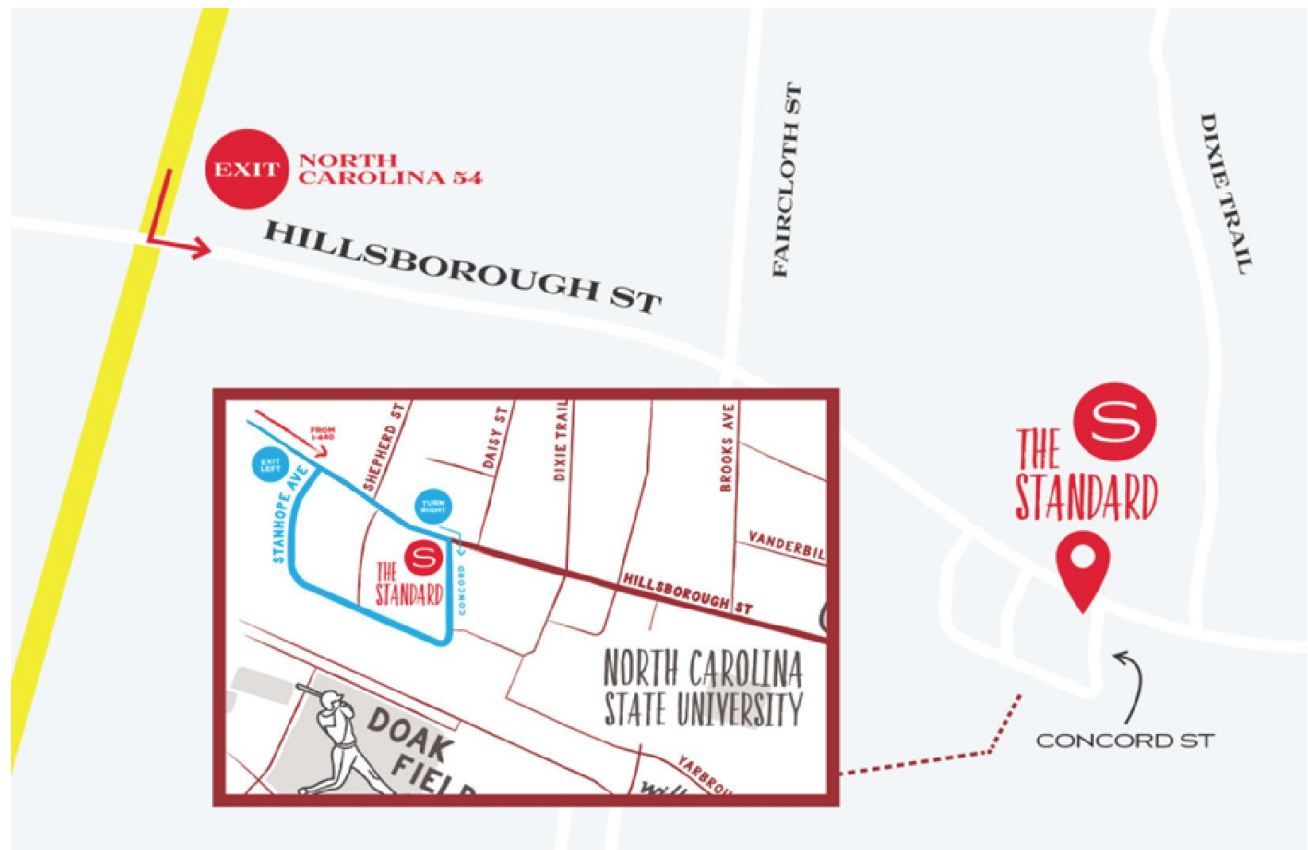 EXIT
NORTH
CAROLINA 54
HILLSBOROUGH ST
FAIRCLOTH ST
DIXIE TRAIL
S
THE
STANDARD
CONCORD ST
FROM
I-440
EXIT
LEFT
STANHOPE AVE
SHEPHERD ST
DAISY ST
DIXIE TRAIL
BROOKS AVE
TURN
RIGHT
VANDERBIL
S
THE
STANDARD
CONCORD
HILLSBOROUGH ST
NORTH CAROLINA
STATE UNIVERSITY
DOAK
FIELD
YARBROU